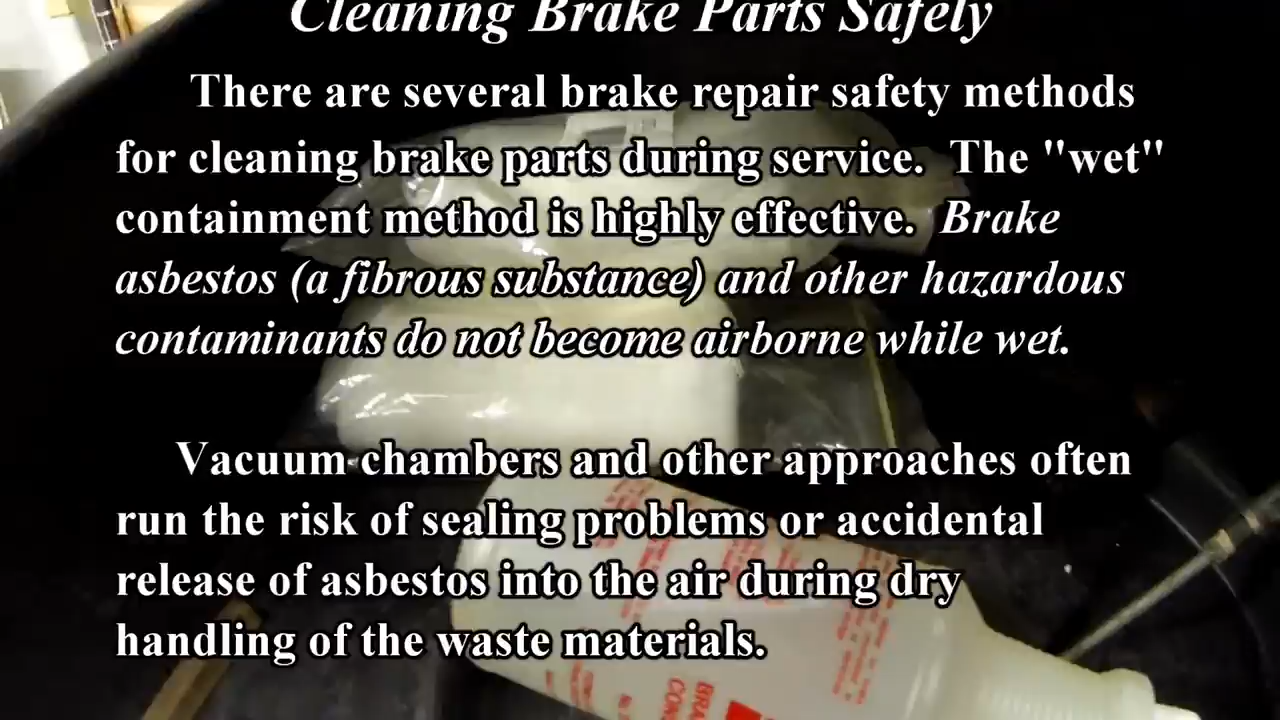 Cleaning Brake Parts Safely
There are several brake repair safety methods
for cleaning brake parts during service. The "wet"
containment method is highly effective. Brake
asbestos (a fibrous substance) and other hazardous
contaminants do not become airborne while wet.
Vacuum chambers and other approaches often
run the risk of sealing problems or accidental
release of asbestos into the air during dry
handling of the waste materials.